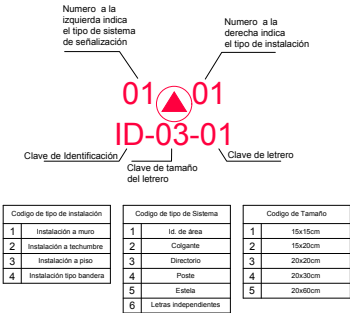 Numero a la
izquierda indica
el tipo de sistema
de señalización
Numero a la
derecha indica
el tipo de instalación
01 01
ID-03-01
Clave de Identificación
Clave de tamaño
del letrero
Clave de letrero
Codigo de tipo de instalación
1 Instalación a muro
2 Instalación a techumbre
3 Instalación a piso
4 Instalación tipo bandera
Codigo de tipo de Sistema
1 Id. de área
2 Colgante
3 Directorio
4 Poste
5 Estela
6 Letras independientes
Codigo de Tamaño
1 15x15cm
2 15x20cm
3 20x20cm
4 20x30cm
5 20x60cm